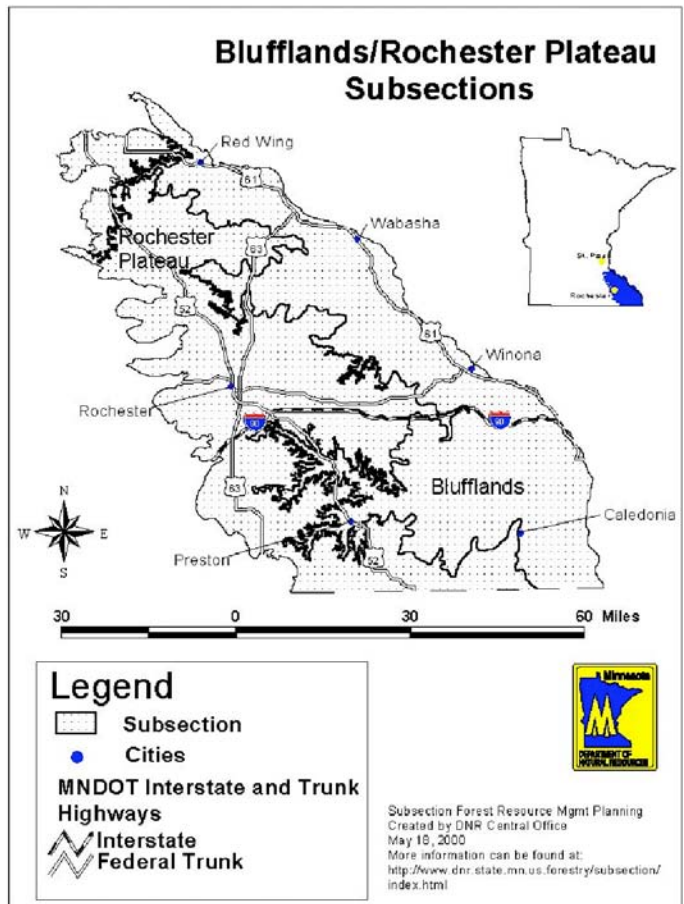 Blufflands/Rochester Plateau
Subsections
Red Wing
61
Wabasha
Rochester
Plateau
63
52
St. Paul
Rochester
61
Winona
Rochester
90
90
63
Blufflands
Caledonia
N
W E
S
Preston
52
30 0 30 60 Miles
Legend
Subsection
Cities
MNDOT Interstate and Trunk
Highways
Interstate
Federal Trunk
Minnesota
M
DEPARTMENT OF
NATURAL RESOURCES
Subsection Forest Resource Mgmt Planning
Created by DNR Central Office
May 18, 2000
More information can be found at:
http://www.dnr.state.mn.us.forestry/subsection/
index.html